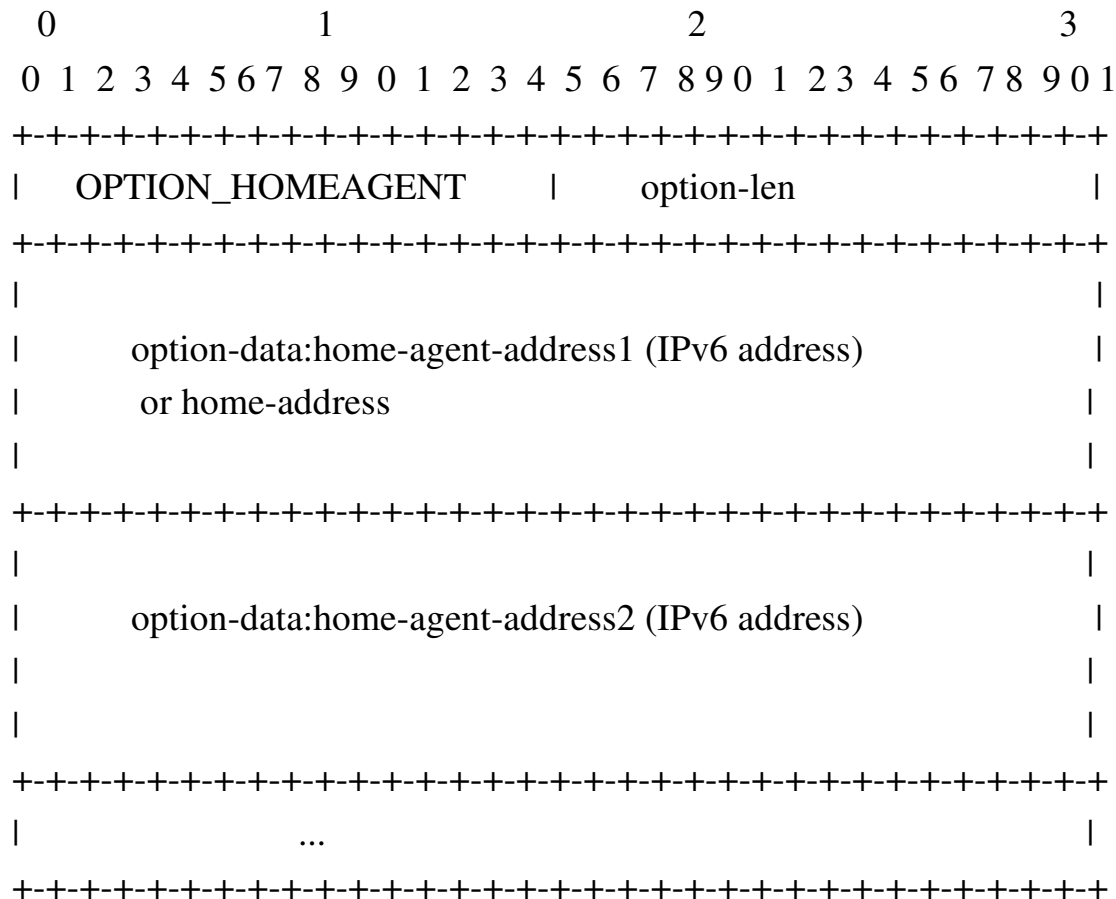 0 1 2 3
0 1 2 3 4 5 6 7 8 9 0 1 2 3 4 5 6 7 8 9 0 1 2 3 4 5 6 7 8 9 0 1
+-+-+-+-+-+-+-+-+-+-+-+-+-+-+-+-+-+-+-+-+-+-+-+-+-+-+-+-+-+-+-+-+
| OPTION_HOMEAGENT | option-len |
+-+-+-+-+-+-+-+-+-+-+-+-+-+-+-+-+-+-+-+-+-+-+-+-+-+-+-+-+-+-+-+-+
| |
| option-data:home-agent-address1 (IPv6 address) |
| or home-address |
| |
+-+-+-+-+-+-+-+-+-+-+-+-+-+-+-+-+-+-+-+-+-+-+-+-+-+-+-+-+-+-+-+-+
| |
| option-data:home-agent-address2 (IPv6 address) |
| |
| |
+-+-+-+-+-+-+-+-+-+-+-+-+-+-+-+-+-+-+-+-+-+-+-+-+-+-+-+-+-+-+-+-+
| ... |
+-+-+-+-+-+-+-+-+-+-+-+-+-+-+-+-+-+-+-+-+-+-+-+-+-+-+-+-+-+-+-+-+